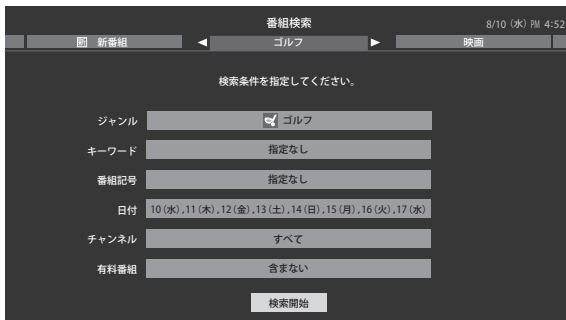 番組検索
8/10 (水) PM 4:52
新 新番組 ◀ ゴルフ ▶ 映画
検索条件を指定してください。
ジャンル ゴルフ
キーワード 指定なし
番組記号 指定なし
日付 10(水),11(木),12(金),13(土),14(日),15(月),16(火),17(水)
チャンネル すべて
有料番組 含まない
検索開始